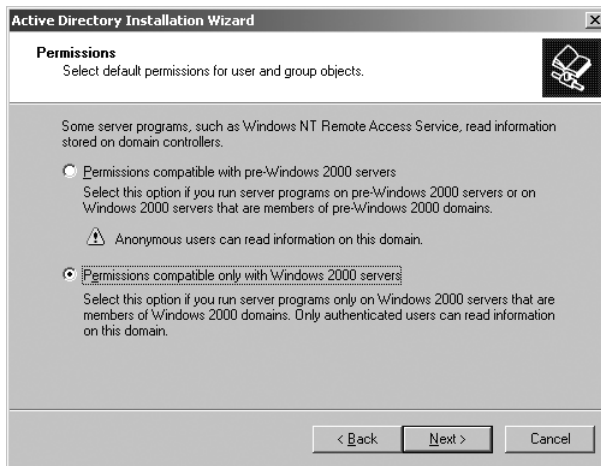 Active Directory Installation Wizard
Permissions
Select default permissions for user and group objects.
Some server programs, such as Windows NT Remote Access Service, read information
stored on domain controllers.
Permissions compatible with pre-Windows 2000 servers
Select this option if you run server programs on pre-Windows 2000 servers or on
Windows 2000 servers that are members of pre-Windows 2000 domains.
Anonymous users can read information on this domain.
Permissions compatible only with Windows 2000 servers
Select this option if you run server programs only on Windows 2000 servers that are
members of Windows 2000 domains. Only authenticated users can read information
on this domain.
< Back Next > Cancel